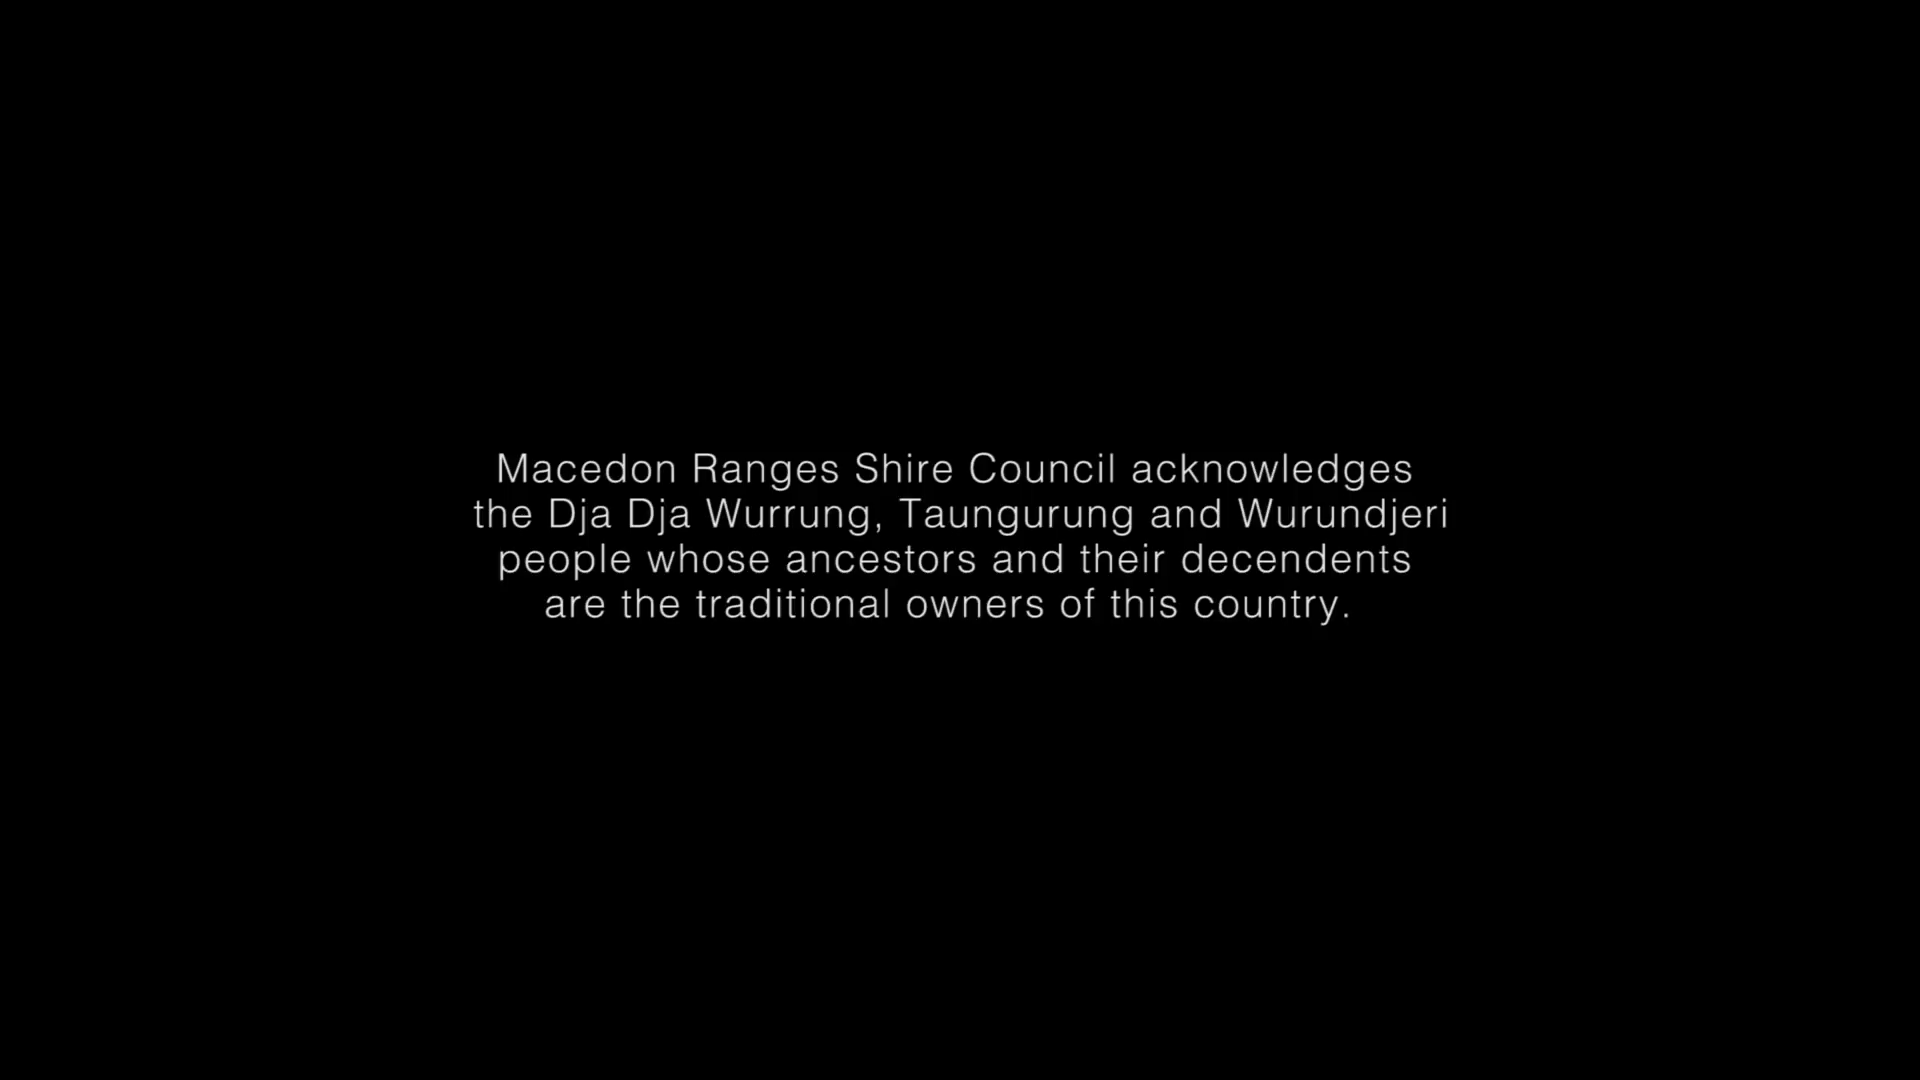 Macedon Ranges Shire Council acknowledges
the Dja Dja Wurrung, Taungurung and Wurundjeri
people whose ancestors and their decendents
are the traditional owners of this country.